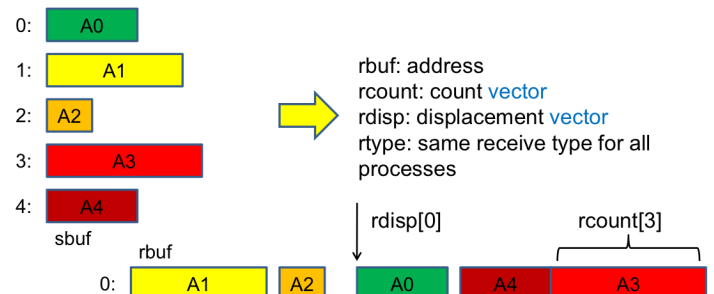 0: A0
1: A1
2: A2
3: A3
4: A4
sbuf
rbuf: address
rcount: count vector
rdisp: displacement vector
rtype: same receive type for all
processes
rdisp[0]
rcount[3]
rbuf
0: A1 A2 A0 A4 A3